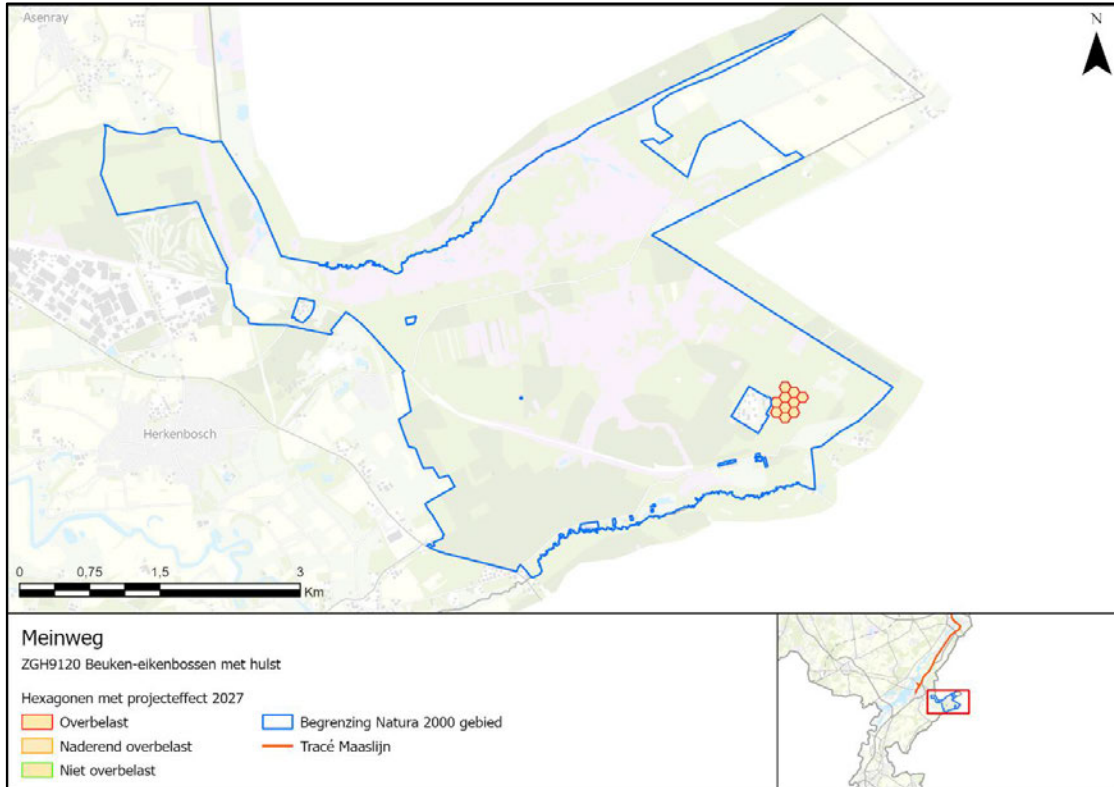 Asenray
N
Herkenbosch
0 0,75 1,5 3
Km
Meinweg
ZGH9120 Beuken-eikenbossen met hulst
Hexagonen met projecteffect 2027
Overbelast
Naderend overbelast
Niet overbelast
Begrenzing Natura 2000 gebied
Tracé Maaslijn